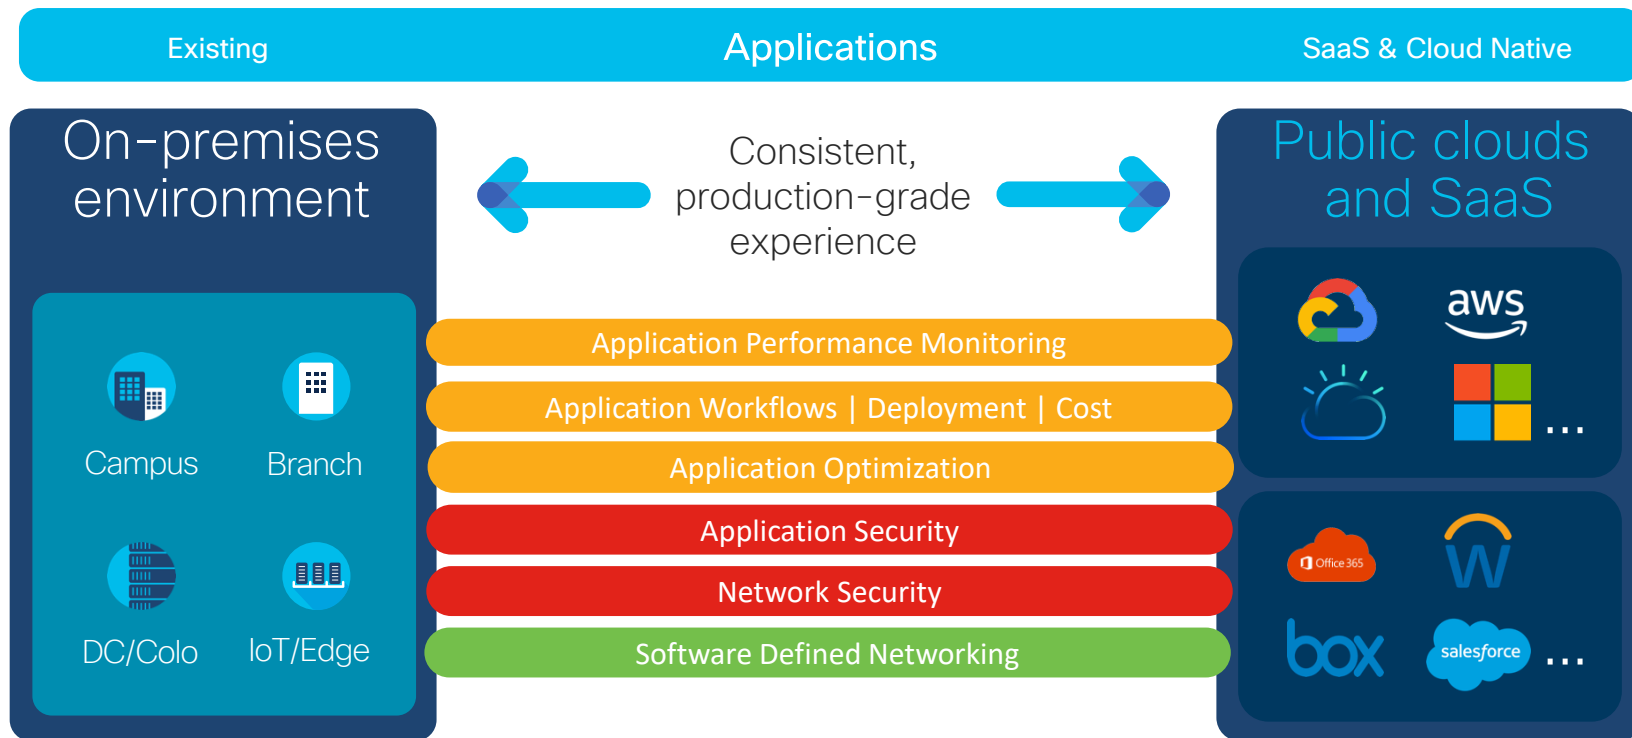 Existing
Applications
SaaS & Cloud Native
On-premises
environment
Consistent,
production-grade
experience
Public clouds
and SaaS
aws
Application Performance Monitoring
Application Workflows | Deployment | Cost
Application Optimization
Application Security
Network Security
Software Defined Networking
Campus
Branch
DC/Colo
IoT/Edge
...
Office 365
W
box
salesforce
...